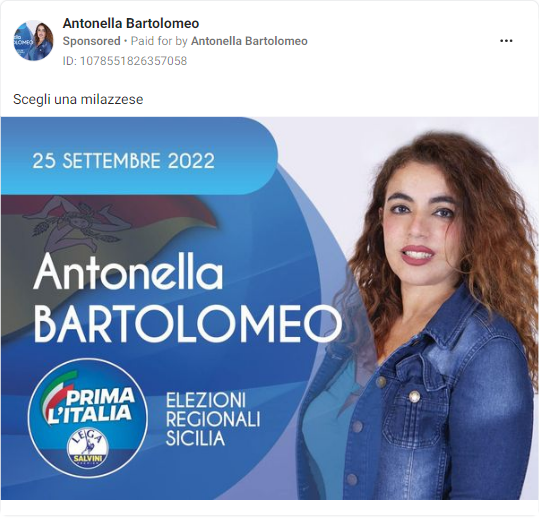 Antonella Bartolomeo
Sponsored • Paid for by Antonella Bartolomeo
ID: 1078551826357058
Scegli una milazzese
25 SETTEMBRE 2022
Antonella
BARTOLOMEO
PRIMA
L'ITALIA
LEGA
SALVINI
ELEZIONI
REGIONALI
SICILIA